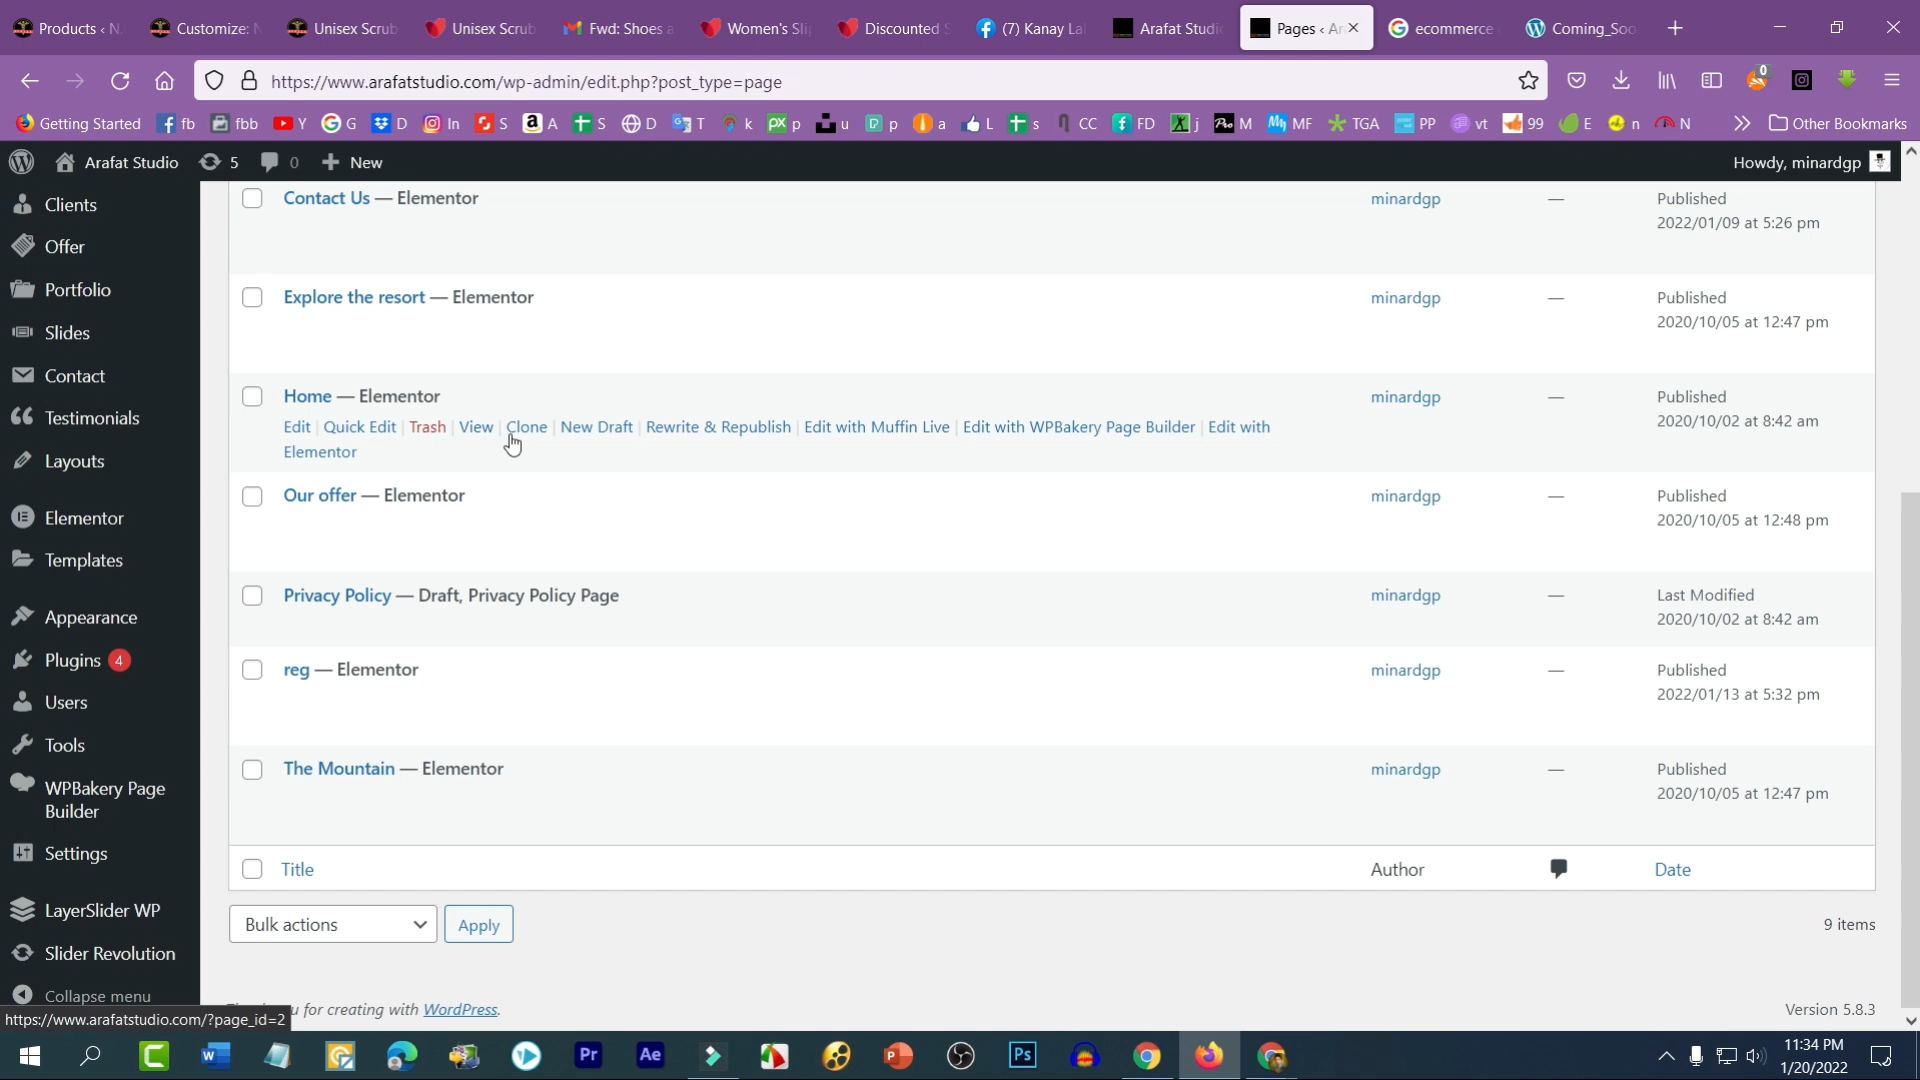 Products ‹ N
Customize: N
Unisex Scrub
Unisex Scrub
Fwd: Shoes a
Women's Sli
Discounted S
(7) Kanay La
Arafat Studi
Pages ‹ Ar
ecommerce
Coming_Soo
https://www.arafatstudio.com/wp-admin/edit.php?post_type=page
0
Getting Started
fb
fbb
Y
G
D
In
S
A
S
D
T
k
p
u
p
a
L
s
CC
FD
j
M
MF
TGA
PP
vt
99
E
n
N
Other Bookmarks
Arafat Studio
5
0
New
Howdy, minardgp
Clients
Offer
Portfolio
Slides
Contact
Testimonials
Layouts
Elementor
Templates
Appearance
Plugins 4
Users
Tools
WPBakery Page
Builder
Settings
LayerSlider WP
Slider Revolution
Collapse menu
Contact Us — Elementor
minardgp
—
Published
2022/01/09 at 5:26 pm
Explore the resort — Elementor
minardgp
—
Published
2020/10/05 at 12:47 pm
Home — Elementor
Edit | Quick Edit | Trash | View | Clone | New Draft | Rewrite & Republish | Edit with Muffin Live | Edit with WPBakery Page Builder | Edit with
Elementor
minardgp
—
Published
2020/10/02 at 8:42 am
Our offer — Elementor
minardgp
—
Published
2020/10/05 at 12:48 pm
Privacy Policy — Draft, Privacy Policy Page
minardgp
—
Last Modified
2020/10/02 at 8:42 am
reg — Elementor
minardgp
—
Published
2022/01/13 at 5:32 pm
The Mountain — Elementor
minardgp
—
Published
2020/10/05 at 12:47 pm
Title
Author
Date
Bulk actions
Apply
9 items
u for creating with WordPress.
Version 5.8.3
https://www.arafatstudio.com/?page_id=2
Pr
Ae
Ps
11:34 PM
1/20/2022